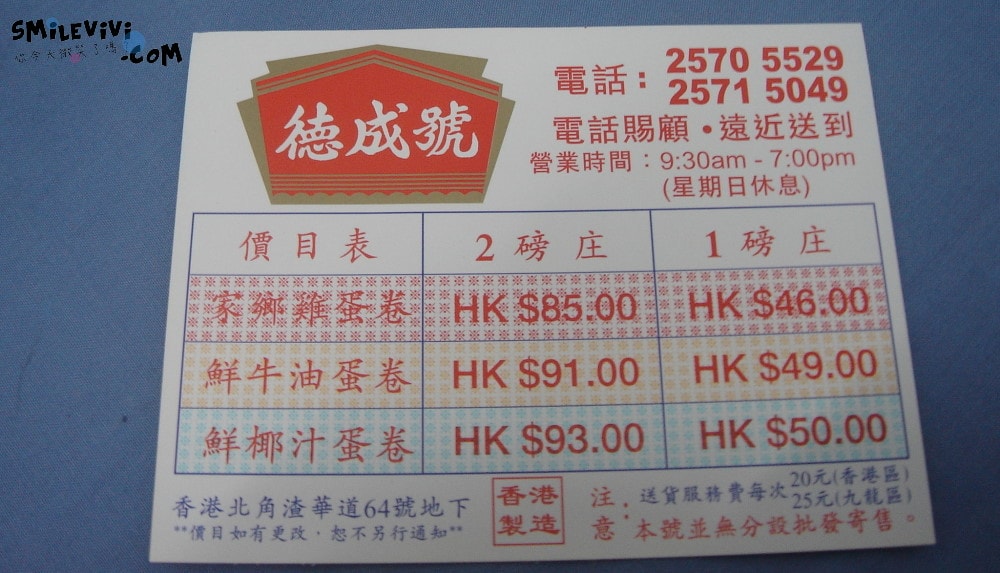 SMiLEViVi
你今天微笑了嗎
.COM
德成號
電話: 2570 5529
2571 5049
電話賜顧·遠近送到
營業時間:9:30am - 7:00pm
(星期日休息)
價目表 2磅庄 1磅庄
家鄉雞蛋卷 HK $85.00 HK $46.00
鮮牛油蛋卷 HK $91.00 HK $49.00
鮮椰汁蛋卷 HK $93.00 HK $50.00
香港北角渣華道64號地下
**價目如有更改,恕不另行通知**
香港
製造
注意:
送貨服務費每次 20元(香港區)
25元(九龍區)
本號並無分設批發寄售。